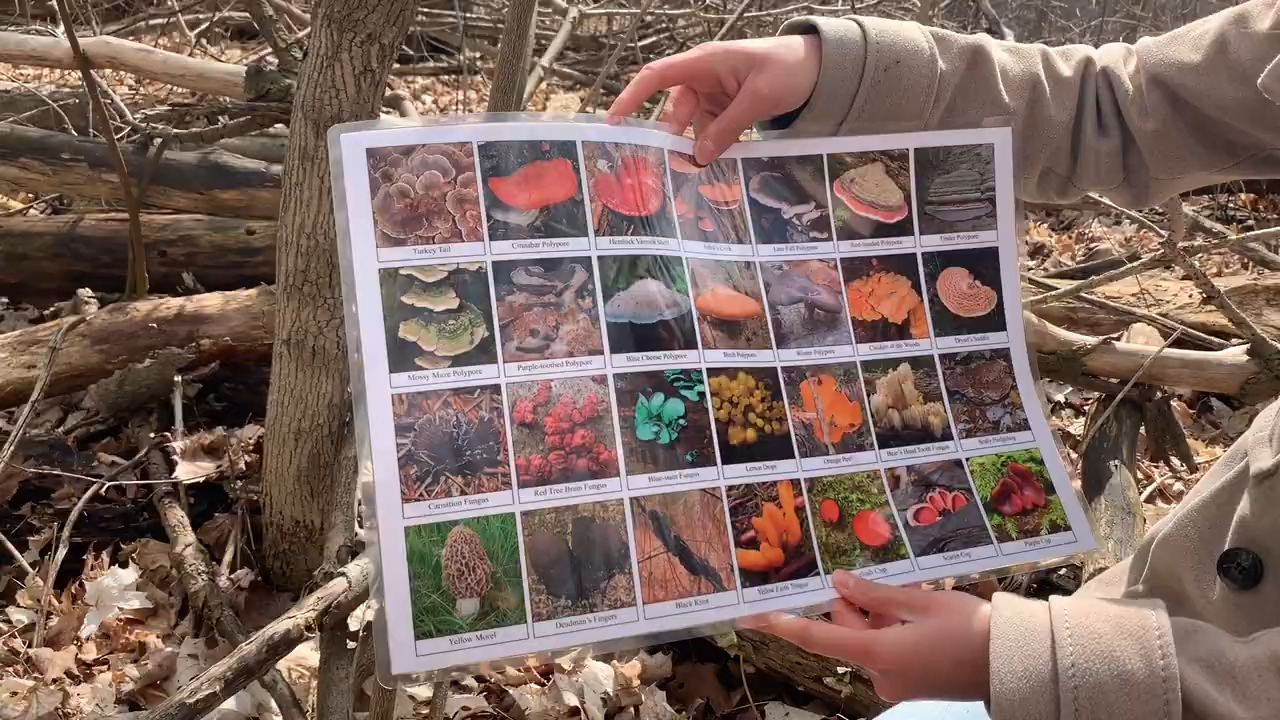 Turkey Tail
Cinnabar Polypore
Hemlock Varnish Shelf
Late Fall Polypore
Red-banded Polypore
Mossy Maze Polypore
Purple-toothed Polypore
Blue Cheese Polypore
Birch Polypore
Winter Polypore
Chicken of the Woods
Dryad's Saddle
Carnation Fungus
Red Tree Brain Fungus
Blue-stain Fungus
Lemon Drops
Orange Peel
Bear's Head Tooth Fungus
Scaly Hedgehog
Yellow Morel
Deadman's Fingers
Black Knot
Yellow Earth Tongue
Cup
Scarlet Cup
Purple Cup